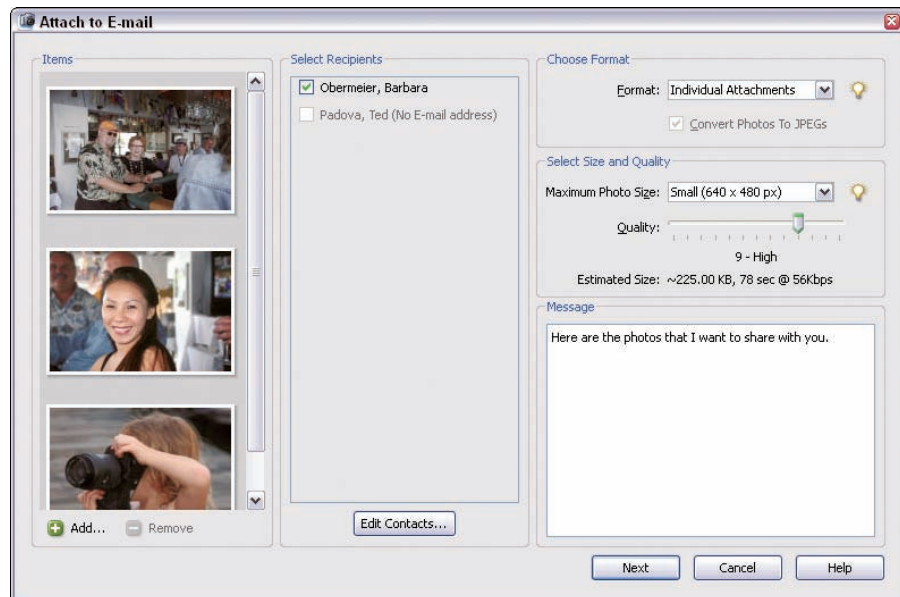 Attach to E-mail
Items
Add...
Remove
Select Recipients
Obermeier, Barbara
Padova, Ted (No E-mail address)
Edit Contacts...
Choose Format
Format: Individual Attachments
Convert Photos To JPEGs
Select Size and Quality
Maximum Photo Size: Small (640 x 480 px)
Quality:
9 - High
Estimated Size: ~225.00 KB, 78 sec @ 56Kbps
Message
Here are the photos that I want to share with you.
Next
Cancel
Help